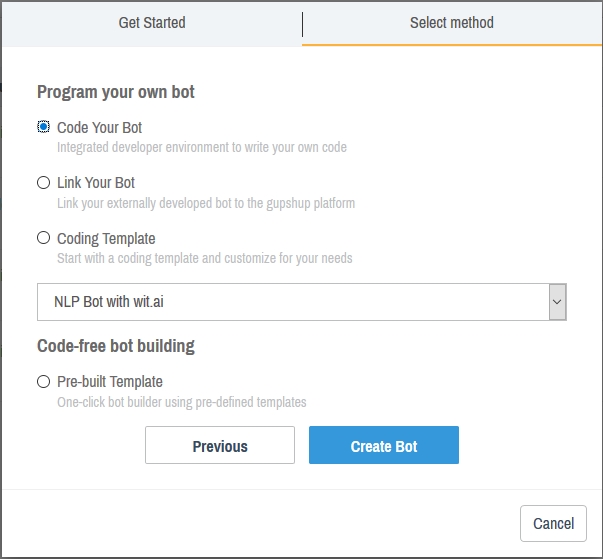 Get Started
Select method
Program your own bot
Code Your Bot
Integrated developer environment to write your own code
Link Your Bot
Link your externally developed bot to the gupshup platform
Coding Template
Start with a coding template and customize for your needs
NLP Bot with wit.ai
Code-free bot building
Pre-built Template
One-click bot builder using pre-defined templates
Previous
Create Bot
Cancel